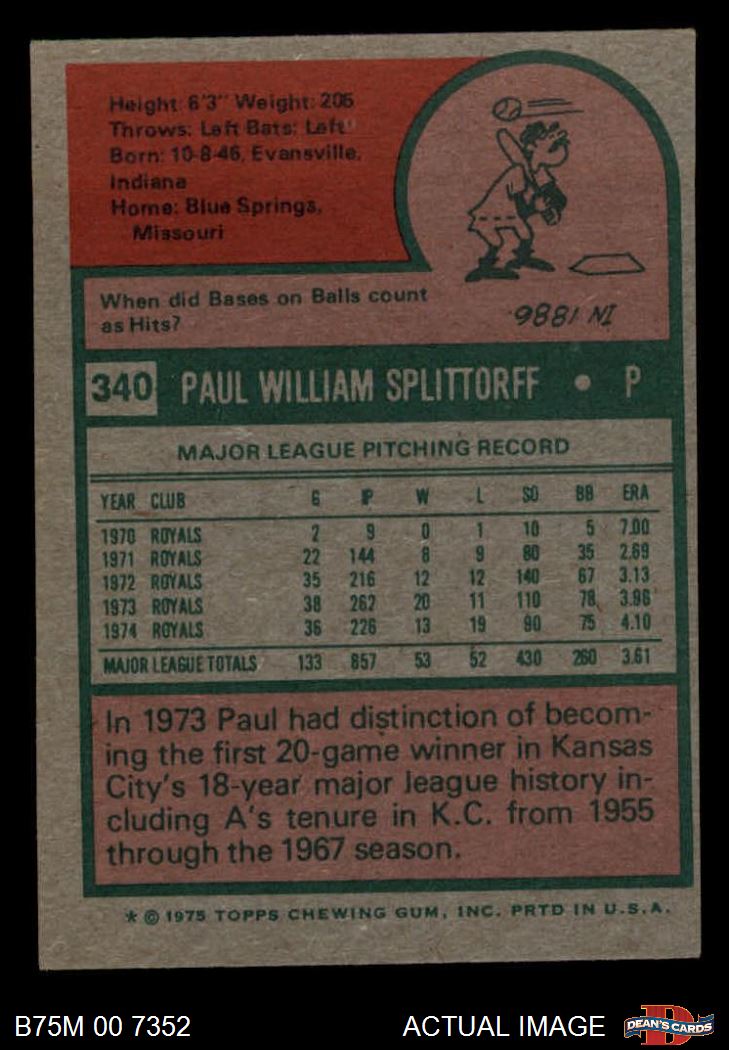 Height: 6'3" Weight: 205
Throws: Left Bats: Left
Born: 10-8-46, Evansville,
Indiana
Home: Blue Springs,
Missouri
When did Bases on Balls count
as Hits?
IN 1886
340 PAUL WILLIAM SPLITTORFF • P
MAJOR LEAGUE PITCHING RECORD
YEAR CLUB G IP W L SO BB ERA
1970 ROYALS 2 9 0 1 10 5 7.00
1971 ROYALS 22 144 8 9 80 35 2.69
1972 ROYALS 35 216 12 12 140 67 3.13
1973 ROYALS 38 262 20 11 110 78 3.96
1974 ROYALS 36 226 13 19 90 75 4.10
MAJOR LEAGUE TOTALS 133 857 53 52 430 260 3.61
In 1973 Paul had distinction of becom-
ing the first 20-game winner in Kansas
City's 18-year major league history in-
cluding A's tenure in K.C. from 1955
through the 1967 season.
* © 1975 TOPPS CHEWING GUM, INC. PRTD IN U.S.A.
B75M 00 7352 ACTUAL IMAGE DEAN'S CARDS